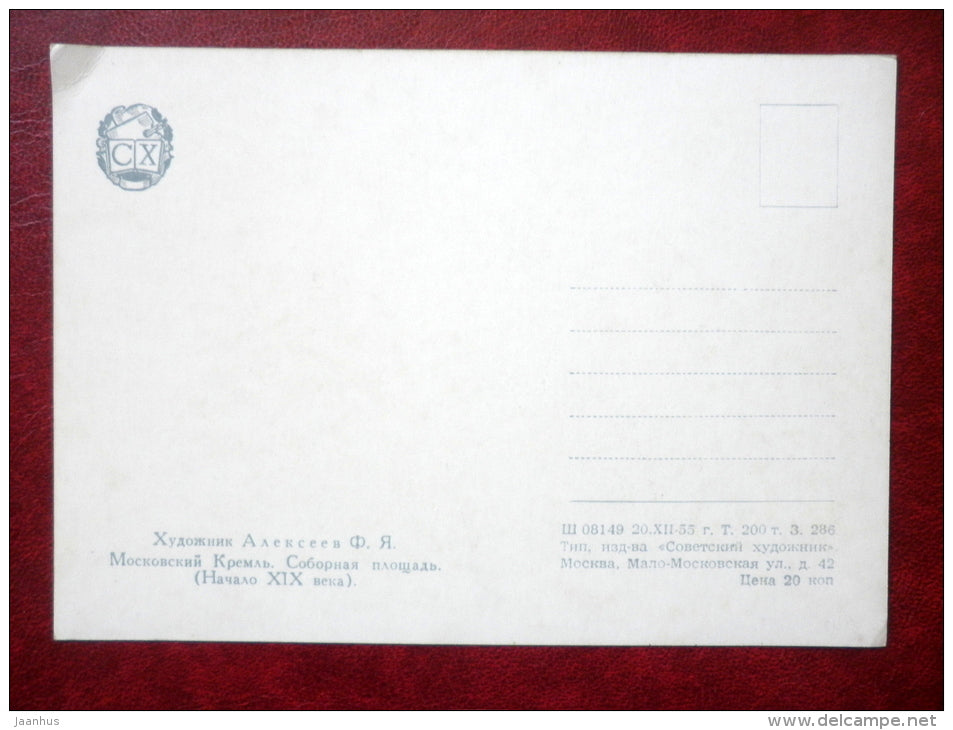 СХ
Художник Алексеев Ф. Я.
Московский Кремль. Соборная площадь.
(Начало XIX века).
Ш 08149 20.XII-55 г. Т. 200 т. З. 286
Тип, изд-ва «Советский художник».
Москва, Мало-Московская ул., д. 42
Цена 20 коп
jaanhus
www.delcampe.net